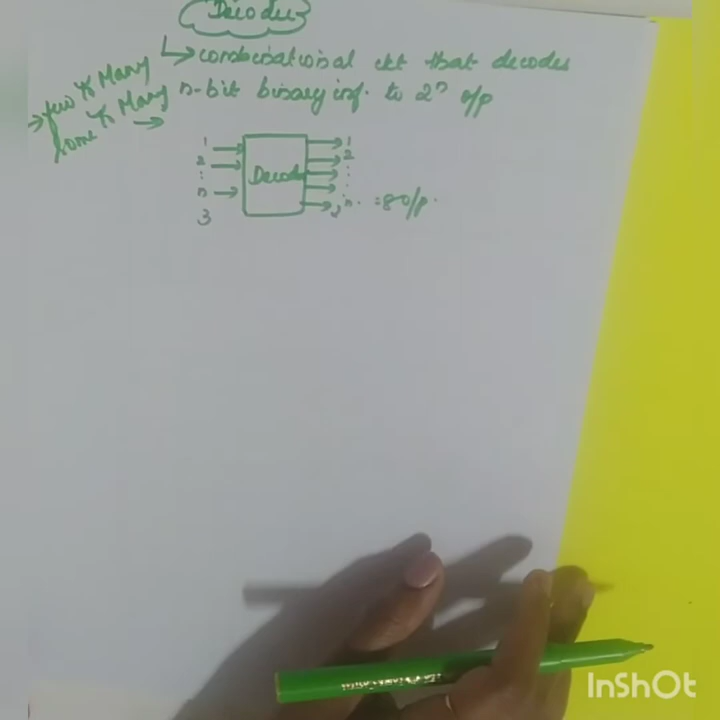 Decoder
↳ combinational ckt that decodes
n-bit binary inf. to 2ⁿ o/p
→ few to Many
Some to Many →
1 1
2 2
Decoder
n 2ⁿ = 8 o/p.
3
InShOt